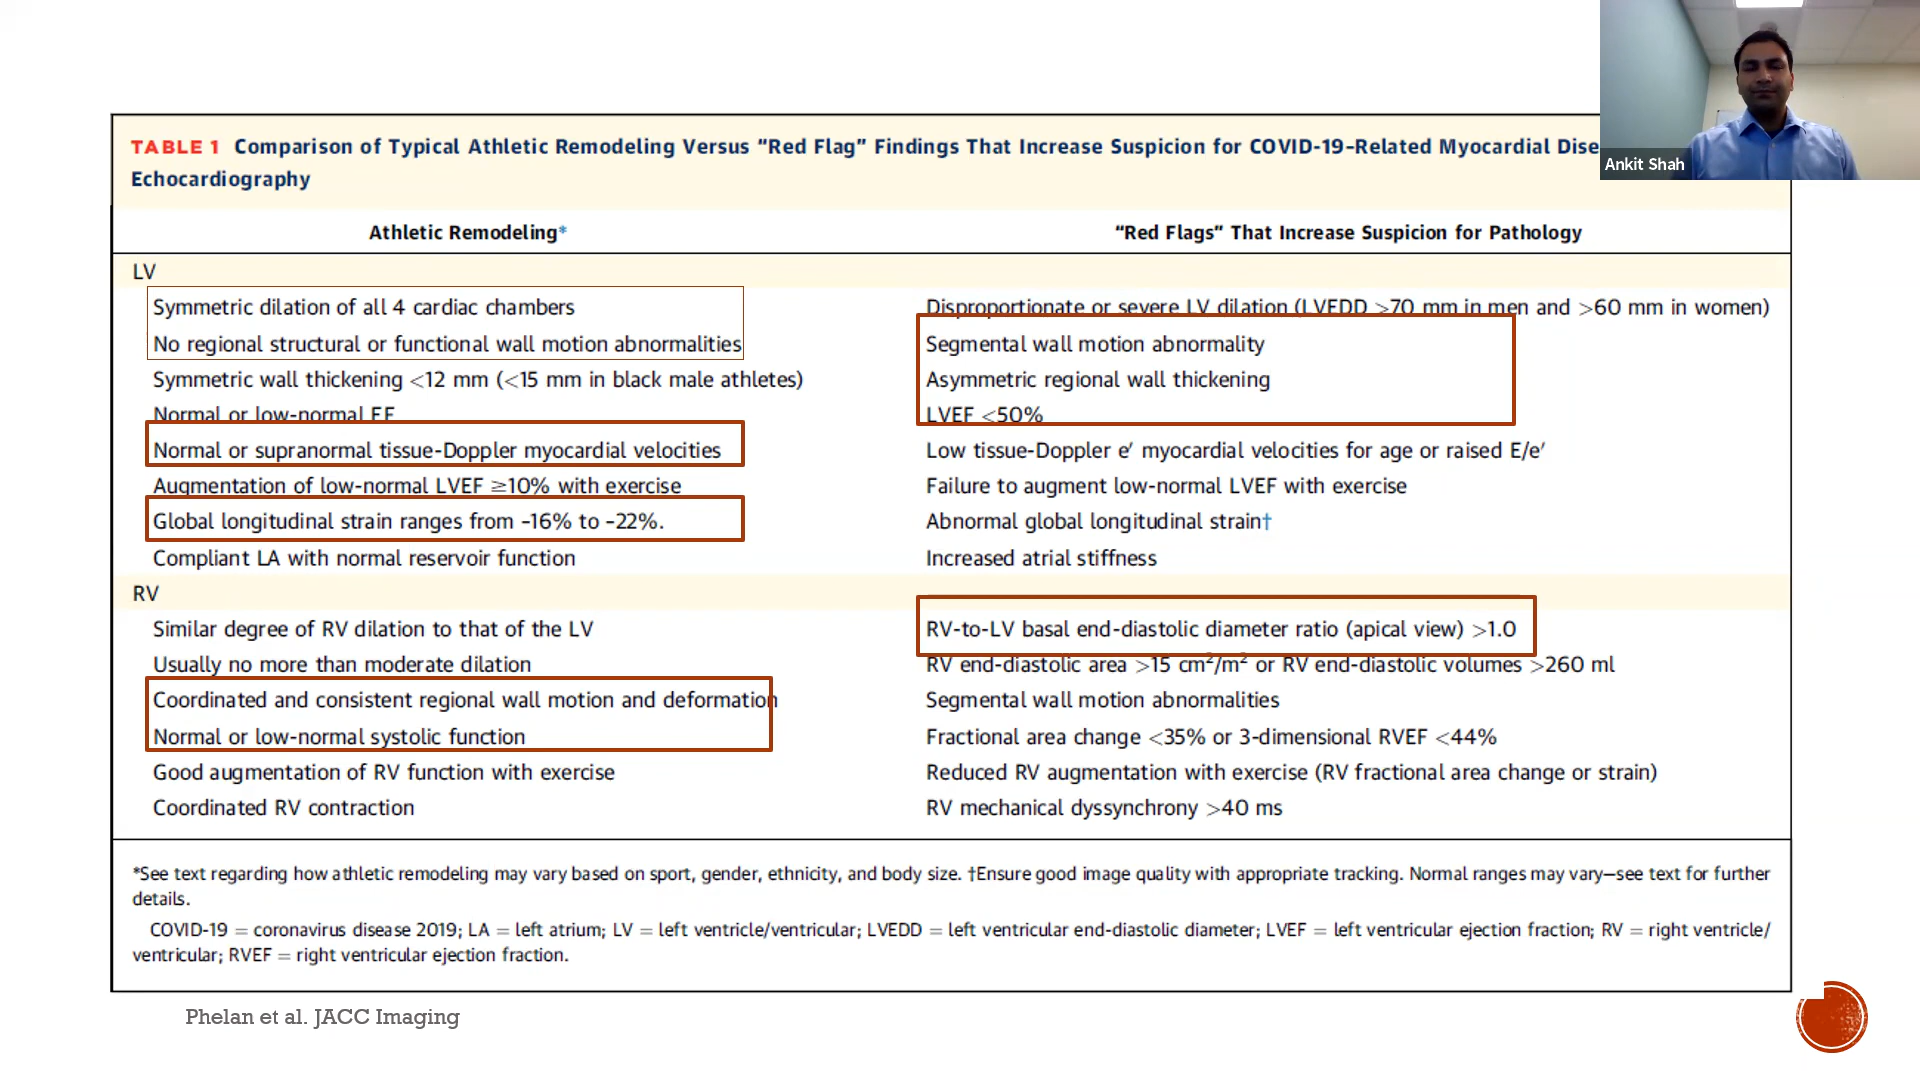 Ankit Shah
TABLE 1 Comparison of Typical Athletic Remodeling Versus “Red Flag” Findings That Increase Suspicion for COVID-19–Related Myocardial
Echocardiography
Athletic Remodeling* “Red Flags” That Increase Suspicion for Pathology
LV
Symmetric dilation of all 4 cardiac chambers Disproportionate or severe LV dilation (LVEDD >70 mm in men and >60 mm in women)
No regional structural or functional wall motion abnormalities Segmental wall motion abnormality
Symmetric wall thickening <12 mm (<15 mm in black male athletes) Asymmetric regional wall thickening
Normal or low-normal EF LVEF <50%
Normal or supranormal tissue-Doppler myocardial velocities Low tissue-Doppler e′ myocardial velocities for age or raised E/e′
Augmentation of low-normal LVEF ≥10% with exercise Failure to augment low-normal LVEF with exercise
Global longitudinal strain ranges from –16% to –22%. Abnormal global longitudinal strain†
Compliant LA with normal reservoir function Increased atrial stiffness
RV
Similar degree of RV dilation to that of the LV RV-to-LV basal end-diastolic diameter ratio (apical view) >1.0
Usually no more than moderate dilation RV end-diastolic area >15 cm²/m² or RV end-diastolic volumes >260 ml
Coordinated and consistent regional wall motion and deformation Segmental wall motion abnormalities
Normal or low-normal systolic function Fractional area change <35% or 3-dimensional RVEF <44%
Good augmentation of RV function with exercise Reduced RV augmentation with exercise (RV fractional area change or strain)
Coordinated RV contraction RV mechanical dyssynchrony >40 ms
*See text regarding how athletic remodeling may vary based on sport, gender, ethnicity, and body size. †Ensure good image quality with appropriate tracking. Normal ranges may vary—see text for further
details.
COVID-19 = coronavirus disease 2019; LA = left atrium; LV = left ventricle/ventricular; LVEDD = left ventricular end-diastolic diameter; LVEF = left ventricular ejection fraction; RV = right ventricle/
ventricular; RVEF = right ventricular ejection fraction.
Phelan et al. JACC Imaging